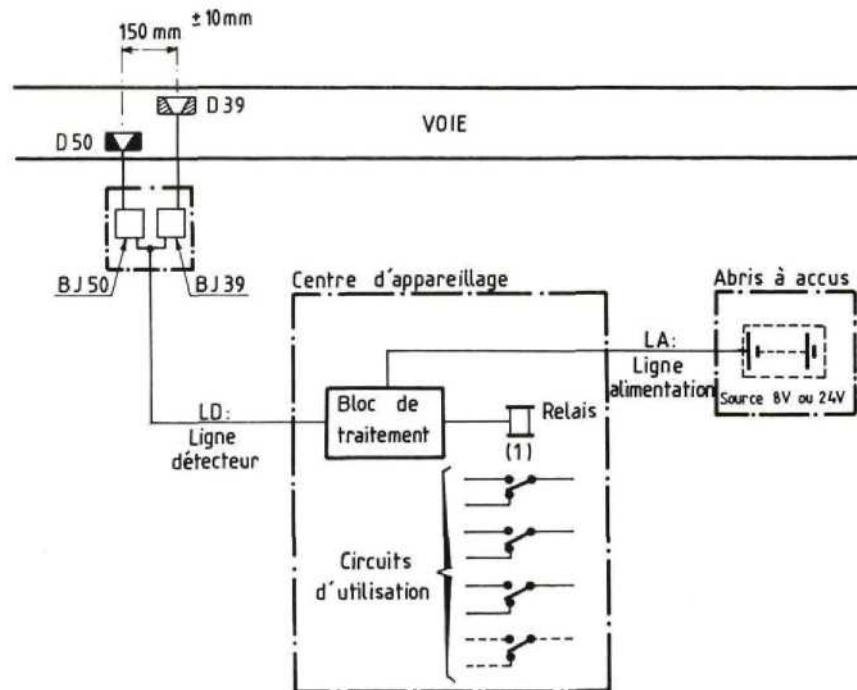 ± 10 mm
150 mm
D 39
D 50
VOIE
BJ 50
BJ 39
Centre d'appareillage
Abris à accus
LA:
Ligne
alimentation
Source 8V ou 24V
LD:
Ligne
détecteur
Bloc de
traitement
Relais
(1)
Circuits
d'utilisation